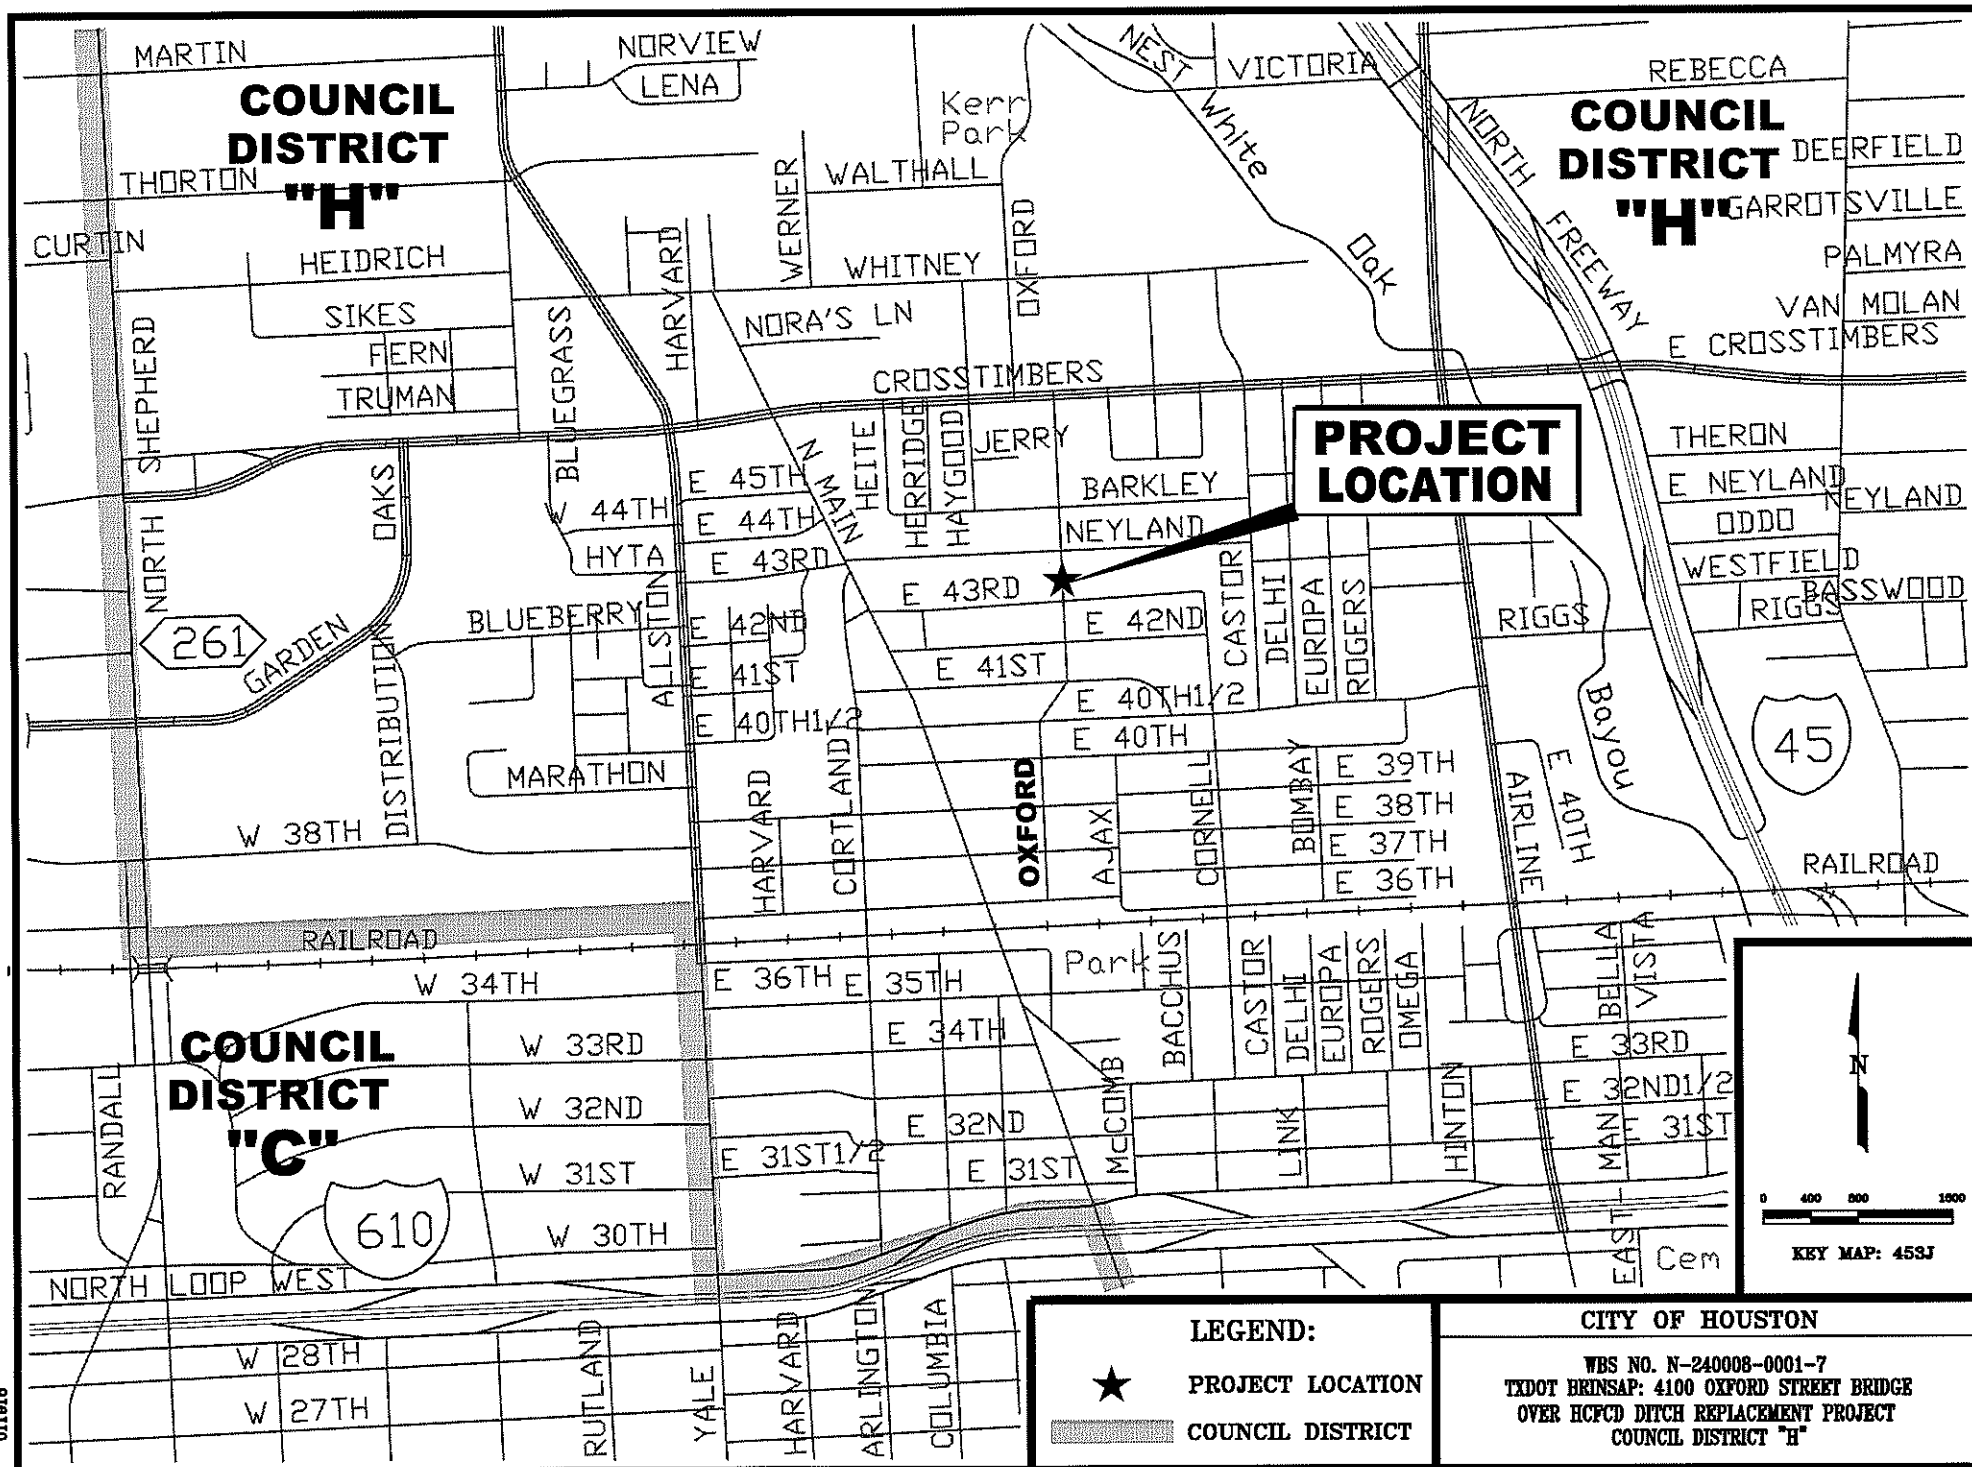 MARTIN
NORVIEW
LENA
NEST
VICTORIA
REBECCA
COUNCIL
DISTRICT
"H"
Kerr
Park
White
Oak
Bayou
NORTH
FREEWAY
COUNCIL
DISTRICT
"H"
DEERFIELD
GARROTSVILLE
PALMYRA
VAN MOLAN
E CROSSTIMBERS
THORTON
CURTIN
HEIDRICH
SIKES
FERN
TRUMAN
NORTH SHEPHERD
BLUEGRASS
HARVARD
WERNER
WALTHALL
WHITNEY
OXFORD
NORA'S LN
CROSSTIMBERS
N MAIN
HEITE
HERRIDGE
HAYGOOD
JERRY
BARKLEY
NEYLAND
PROJECT
LOCATION
THERON
E NEYLAND
NEYLAND
ODDO
WESTFIELD
BASSWOOD
RIGGS
RIGGS
OAKS
GARDEN
261
W 44TH
HYTA
E 45TH
E 44TH
E 43RD
E 42ND
E 41ST
E 40TH1/2
ALLSTON
BLUEBERRY
DISTRIBUTION
MARATHON
W 38TH
E 43RD
E 42ND
E 41ST
E 40TH1/2
E 40TH
CASTOR
DELHI
EUROPA
ROGERS
HARVARD
CORTLANDT
OXFORD
AJAX
CORNELL
BOMBAY
E 39TH
E 38TH
E 37TH
E 36TH
AIRLINE
E 40TH
45
RAILROAD
RAILROAD
W 34TH
E 36TH
E 35TH
E 34TH
Park
BACCHUS
CASTOR
DELHI
EUROPA
ROGERS
OMEGA
BELLA
VISTA
COUNCIL
DISTRICT
"C"
RANDALL
W 33RD
W 32ND
W 31ST
W 30TH
610
NORTH LOOP WEST
E 32ND
E 31ST1/2
E 31ST
McCOMB
LINK
HINTON
E 33RD
E 32ND1/2
E 31ST
EAST-MAN
Cem
W 28TH
W 27TH
RUTLAND
YALE
HARVARD
ARLINGTON
COLUMBIA
N
0 400 800 1600
KEY MAP: 453J
LEGEND:
PROJECT LOCATION
COUNCIL DISTRICT
CITY OF HOUSTON
WBS NO. N-240008-0001-7
TXDOT BRINSAP: 4100 OXFORD STREET BRIDGE
OVER HCFCD DITCH REPLACEMENT PROJECT
COUNCIL DISTRICT "H"